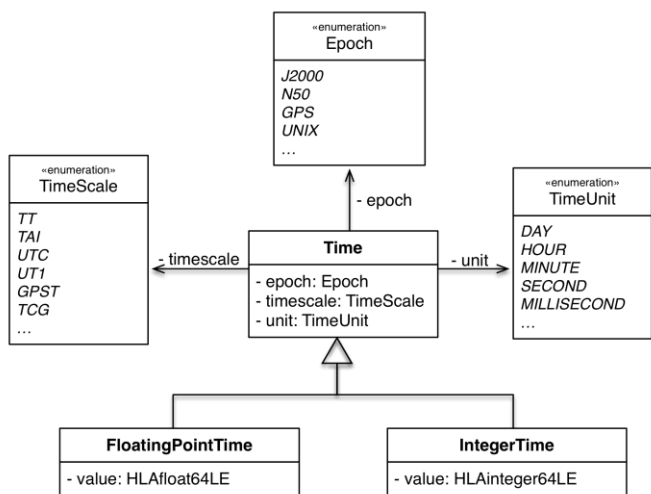 «enumeration»
Epoch
J2000
N50
GPS
UNIX
...
«enumeration»
TimeScale
TT
TAI
UTC
UT1
GPST
TCG
...
«enumeration»
TimeUnit
DAY
HOUR
MINUTE
SECOND
MILLISECOND
...
- epoch
- timescale
- unit
Time
- epoch: Epoch
- timescale: TimeScale
- unit: TimeUnit
FloatingPointTime
- value: HLAfloat64LE
IntegerTime
- value: HLAinteger64LE